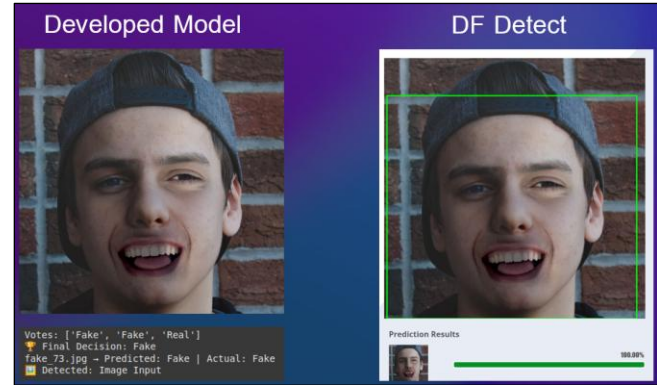 Developed Model
DF Detect
Votes: ['Fake', 'Fake', 'Real']
🏆 Final Decision: Fake
fake_73.jpg → Predicted: Fake | Actual: Fake
🖼️ Detected: Image Input
Prediction Results
100.00%